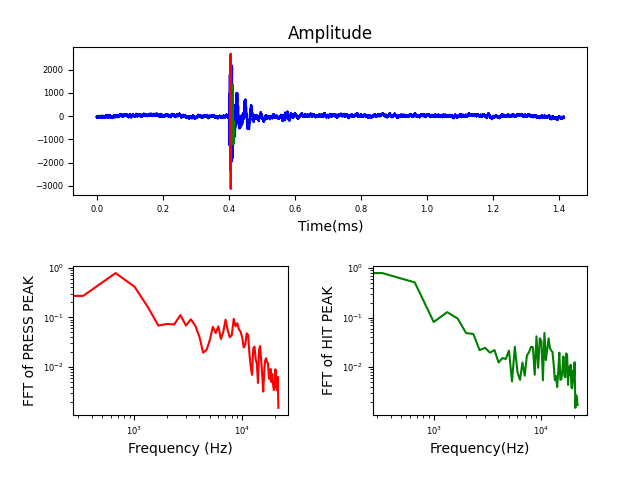 Amplitude
2000
1000
0
−1000
−2000
−3000
0.0 0.2 0.4 0.6 0.8 1.0 1.2 1.4
Time(ms)
FFT of PRESS PEAK
10⁰
10⁻¹
10⁻²
10³ 10⁴
Frequency (Hz)
FFT of HIT PEAK
10⁰
10⁻¹
10⁻²
10³ 10⁴
Frequency(Hz)